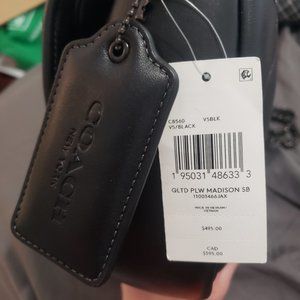 COACH
NEW YORK
C8560 V5BLK
V5/BLACK
1 95031 48633 3
QLTD PLW MADISON SB
$495.00
CAD
$595.00